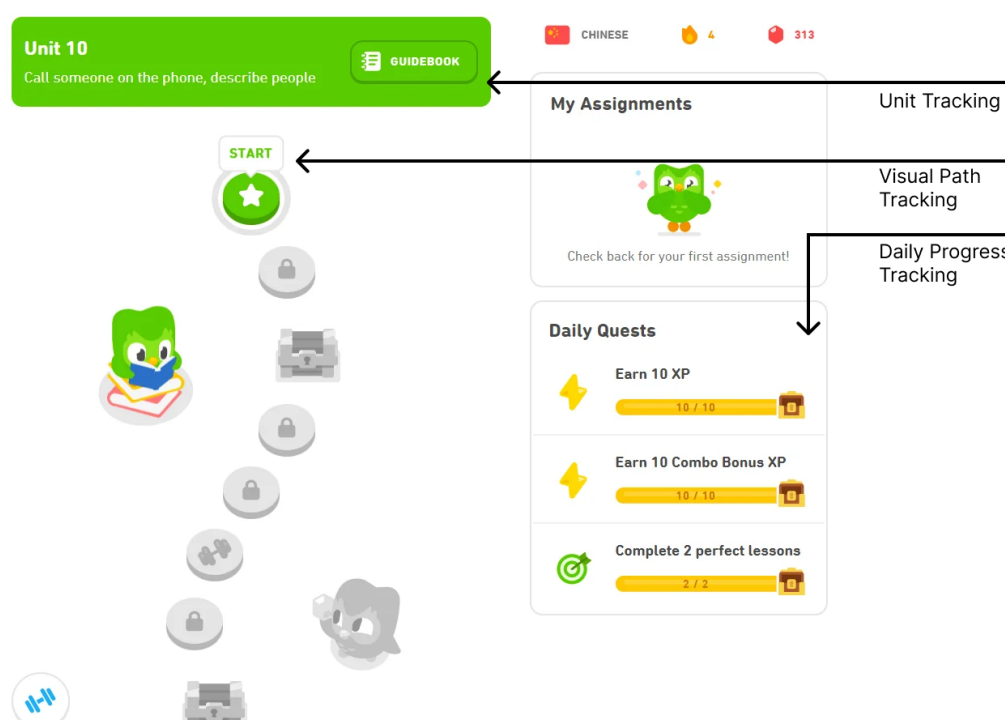 Unit 10
Call someone on the phone, describe people
GUIDEBOOK
START
CHINESE
4
313
My Assignments
Check back for your first assignment!
Daily Quests
Earn 10 XP
10 / 10
Earn 10 Combo Bonus XP
10 / 10
Complete 2 perfect lessons
2 / 2
Unit Tracking
Visual Path
Tracking
Daily Progress
Tracking